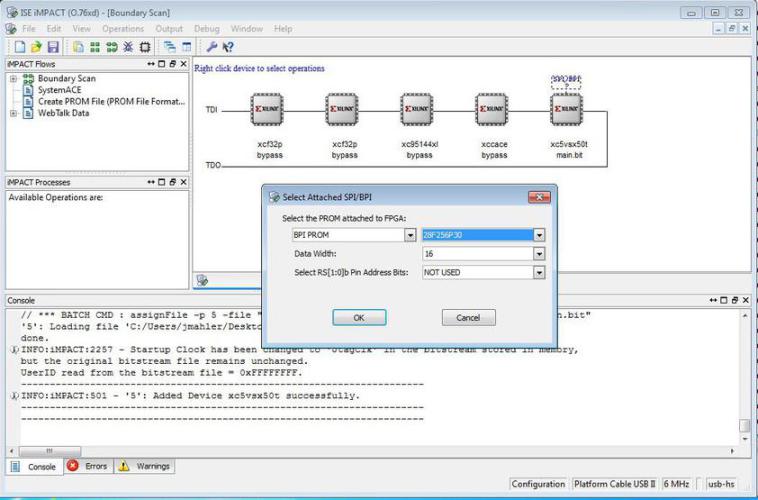 ISE iMPACT (O.76xd) - [Boundary Scan]
File Edit View Operations Output Debug Window Help
iMPACT Flows
Boundary Scan
SystemACE
Create PROM File (PROM File Format...
WebTalk Data
Right click device to select operations
SPI/BPI
?
TDI
XILINX XILINX XILINX XILINX XILINX
xcf32p xcf32p xc95144xl xccace xc5vsx50t
bypass bypass bypass bypass main.bit
TDO
iMPACT Processes
Available Operations are:
Select Attached SPI/BPI
Select the PROM attached to FPGA:
BPI PROM 28F256P30
Data Width: 16
Select RS[1:0]b Pin Address Bits: NOT USED
OK Cancel
Console
// *** BATCH CMD : assignFile -p 5 -file " n.bit"
'5': Loading file 'C:/Users/jmahler/Deskto
done.
INFO:iMPACT:2257 - Startup Clock has been changed to 'JtagClk' in the bitstream stored in memory,
but the original bitstream file remains unchanged.
UserID read from the bitstream file = 0xFFFFFFFF.
INFO:iMPACT:501 - '5': Added Device xc5vsx50t successfully.
Console Errors Warnings
Configuration Platform Cable USB II 6 MHz usb-hs